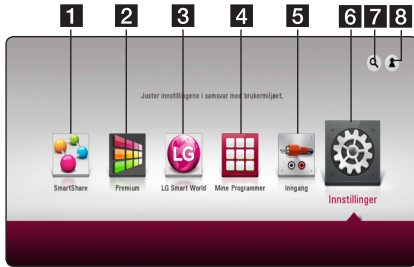 1 2 3 4 5 6 7 8
Juster innstillingene i samsvar med brukermiljøet.
LG
SmartShare Premium LG Smart World Mine Programmer Inngang
Innstillinger